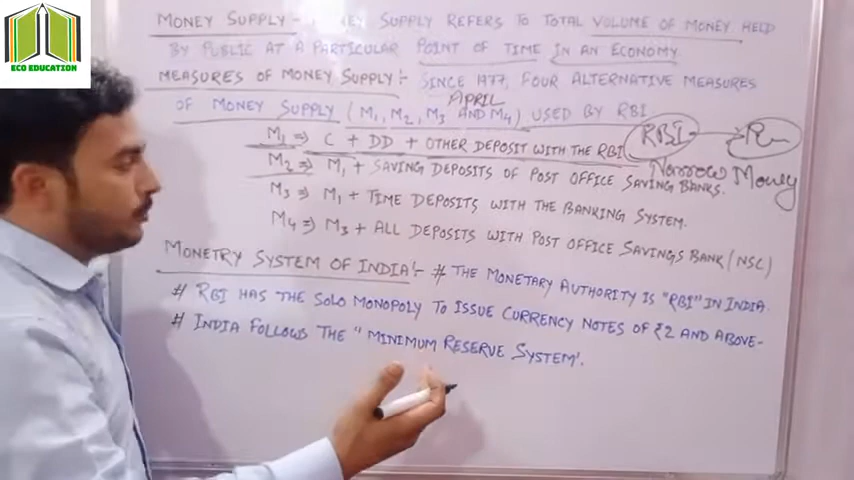 ECO EDUCATION
MONEY SUPPLY:- SUPPLY REFERS TO TOTAL VOLUME OF MONEY HELD
BY PUBLIC AT A PARTICULAR POINT OF TIME IN AN ECONOMY.
MEASURES OF MONEY SUPPLY:- SINCE 1977, FOUR ALTERNATIVE MEASURES
APRIL
OF MONEY SUPPLY (M1, M2, M3 AND M4) USED BY RBI
M1 ⇒ C + DD + OTHER DEPOSIT WITH THE RBI RBI
Narrow Money
M2 ⇒ M1 + SAVING DEPOSITS OF POST OFFICE SAVING BANKS.
M3 ⇒ M1 + TIME DEPOSITS WITH THE BANKING SYSTEM.
M4 ⇒ M3 + ALL DEPOSITS WITH POST OFFICE SAVINGS BANK (NSC)
MONETRY SYSTEM OF INDIA:- # THE MONETARY AUTHORITY IS "RBI" IN INDIA.
# RBI HAS THE SOLO MONOPOLY TO ISSUE CURRENCY NOTES OF ₹2 AND ABOVE-
# INDIA FOLLOWS THE "MINIMUM RESERVE SYSTEM".